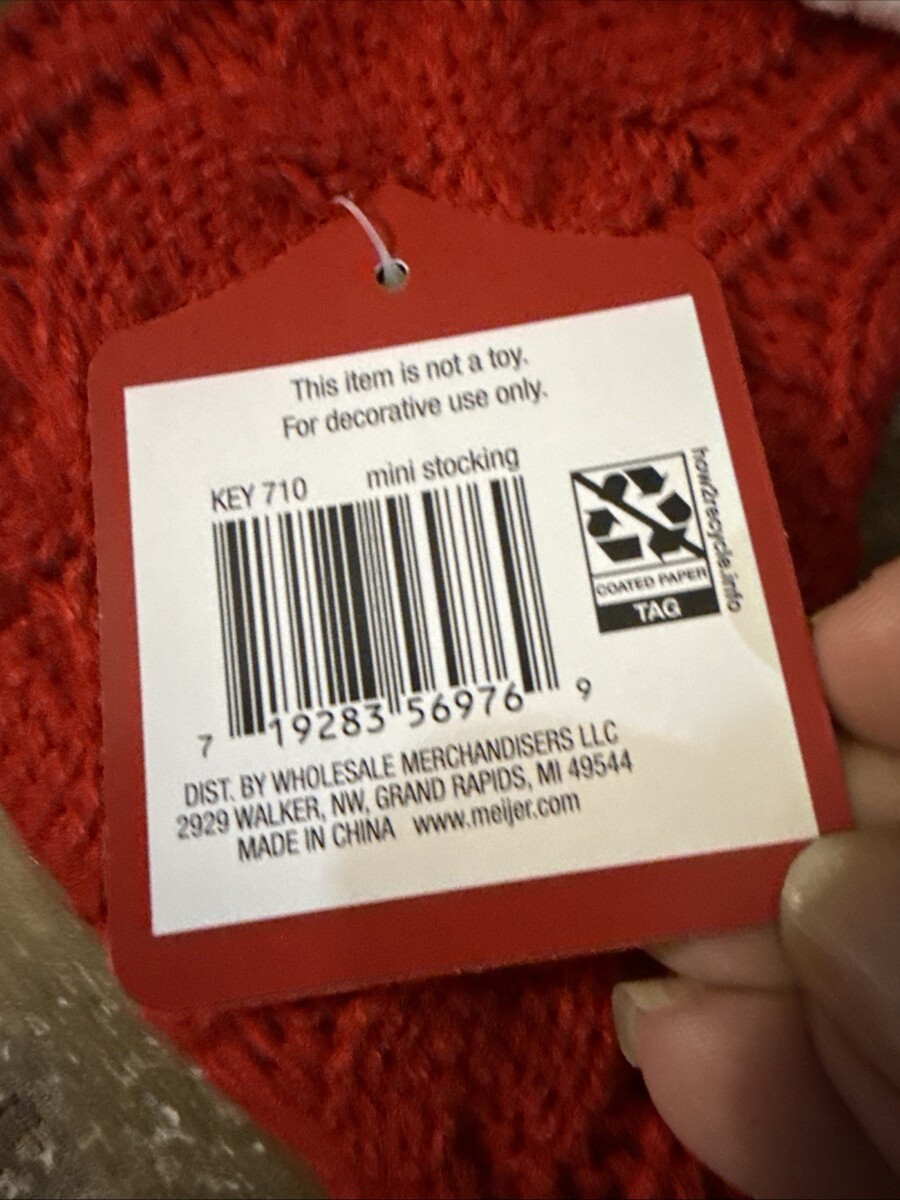 This item is not a toy.
For decorative use only.
KEY 710 mini stocking
7 19283 56976 9
how2recycle.info
COATED PAPER
TAG
DIST. BY WHOLESALE MERCHANDISERS LLC
2929 WALKER, NW, GRAND RAPIDS, MI 49544
MADE IN CHINA www.meijer.com